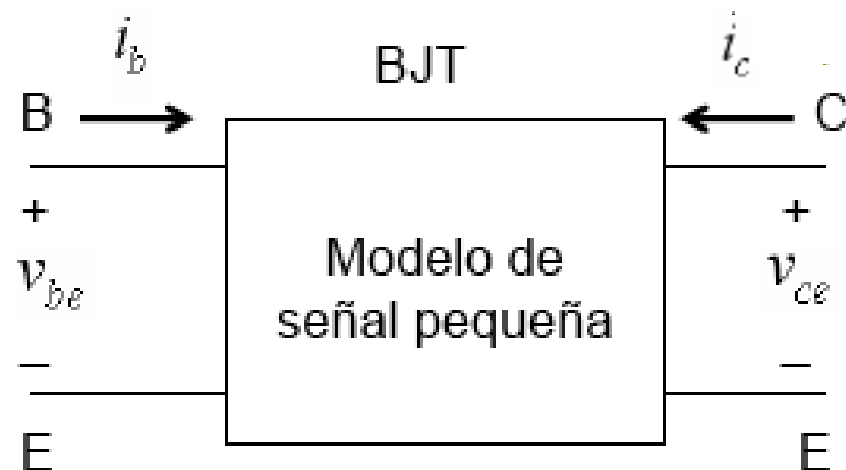 i_b
BJT
i_c
B
C
+
+
v_be
Modelo de
señal pequeña
v_ce
–
–
E
E